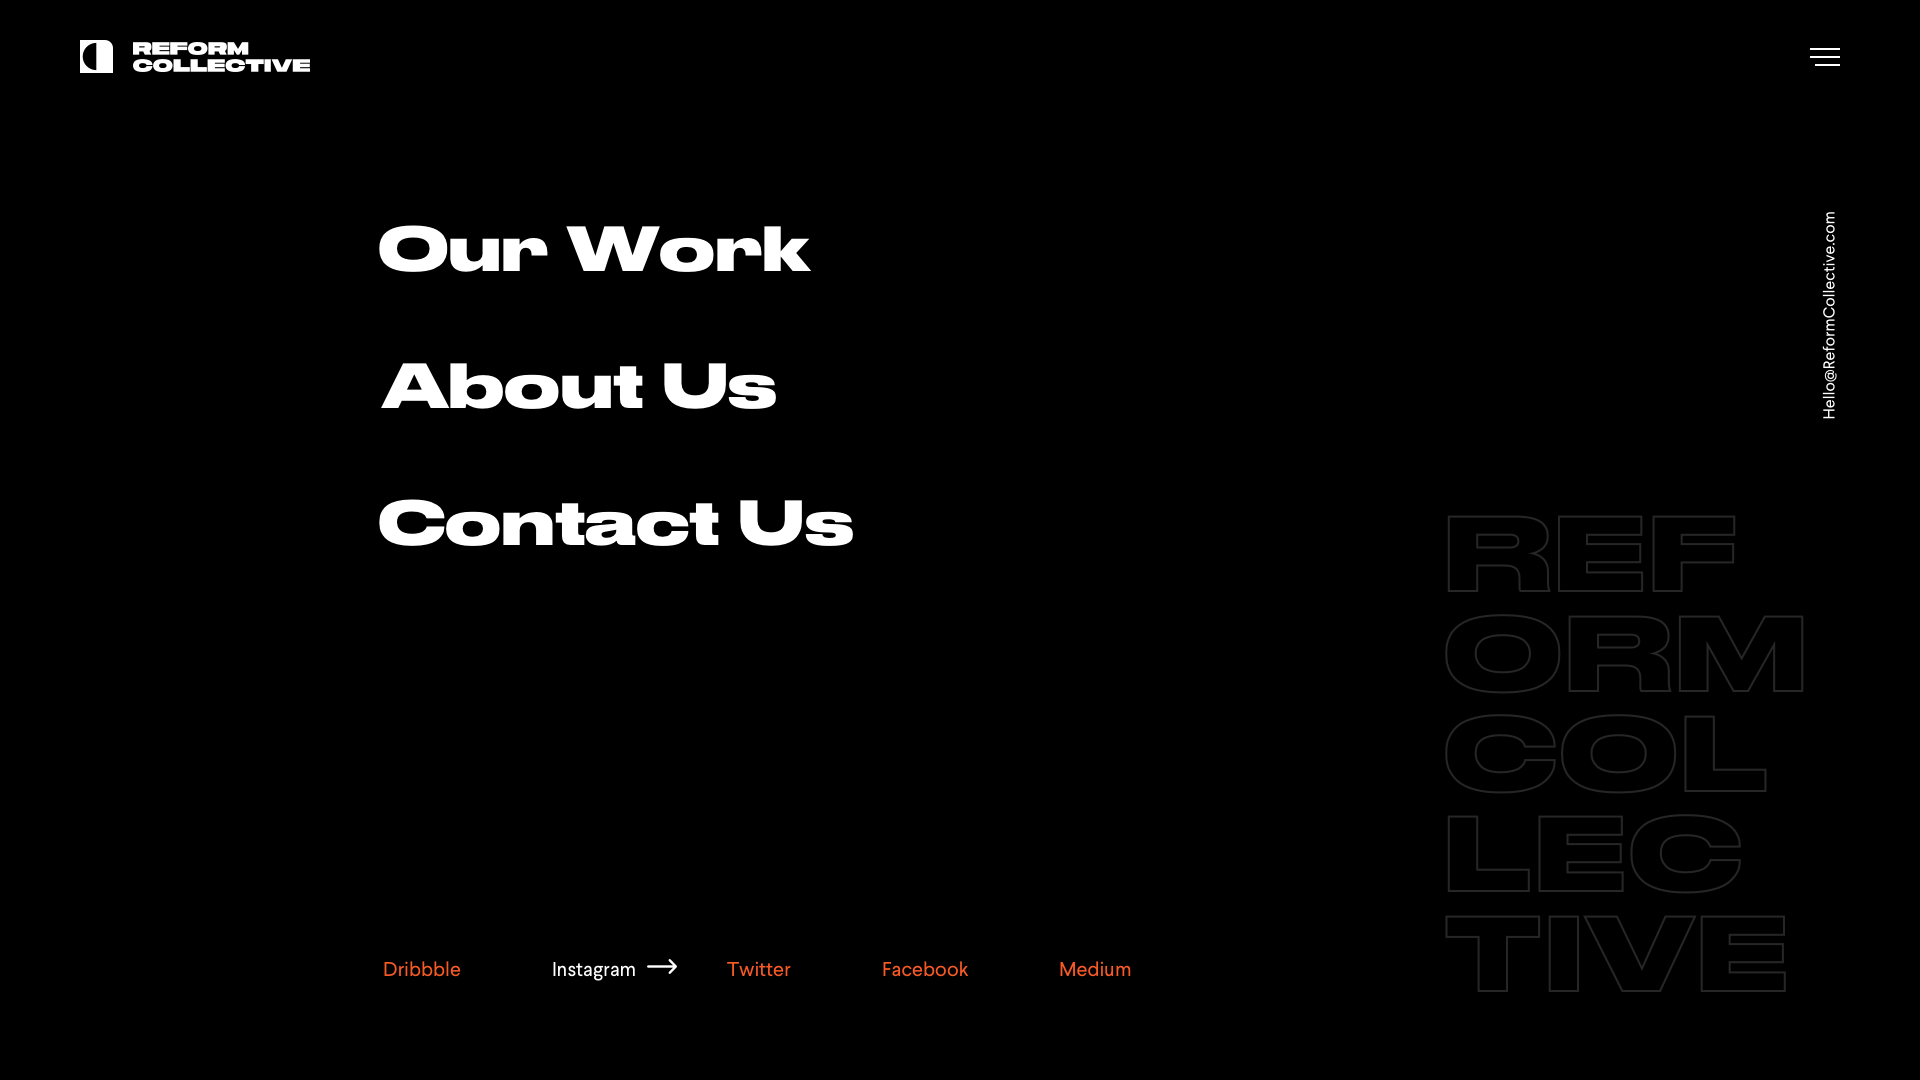 REFORM
COLLECTIVE
Our Work
About Us
Contact Us
Hello@ReformCollective.com
REF
ORM
COL
LEC
TIVE
Dribbble
Instagram
Twitter
Facebook
Medium